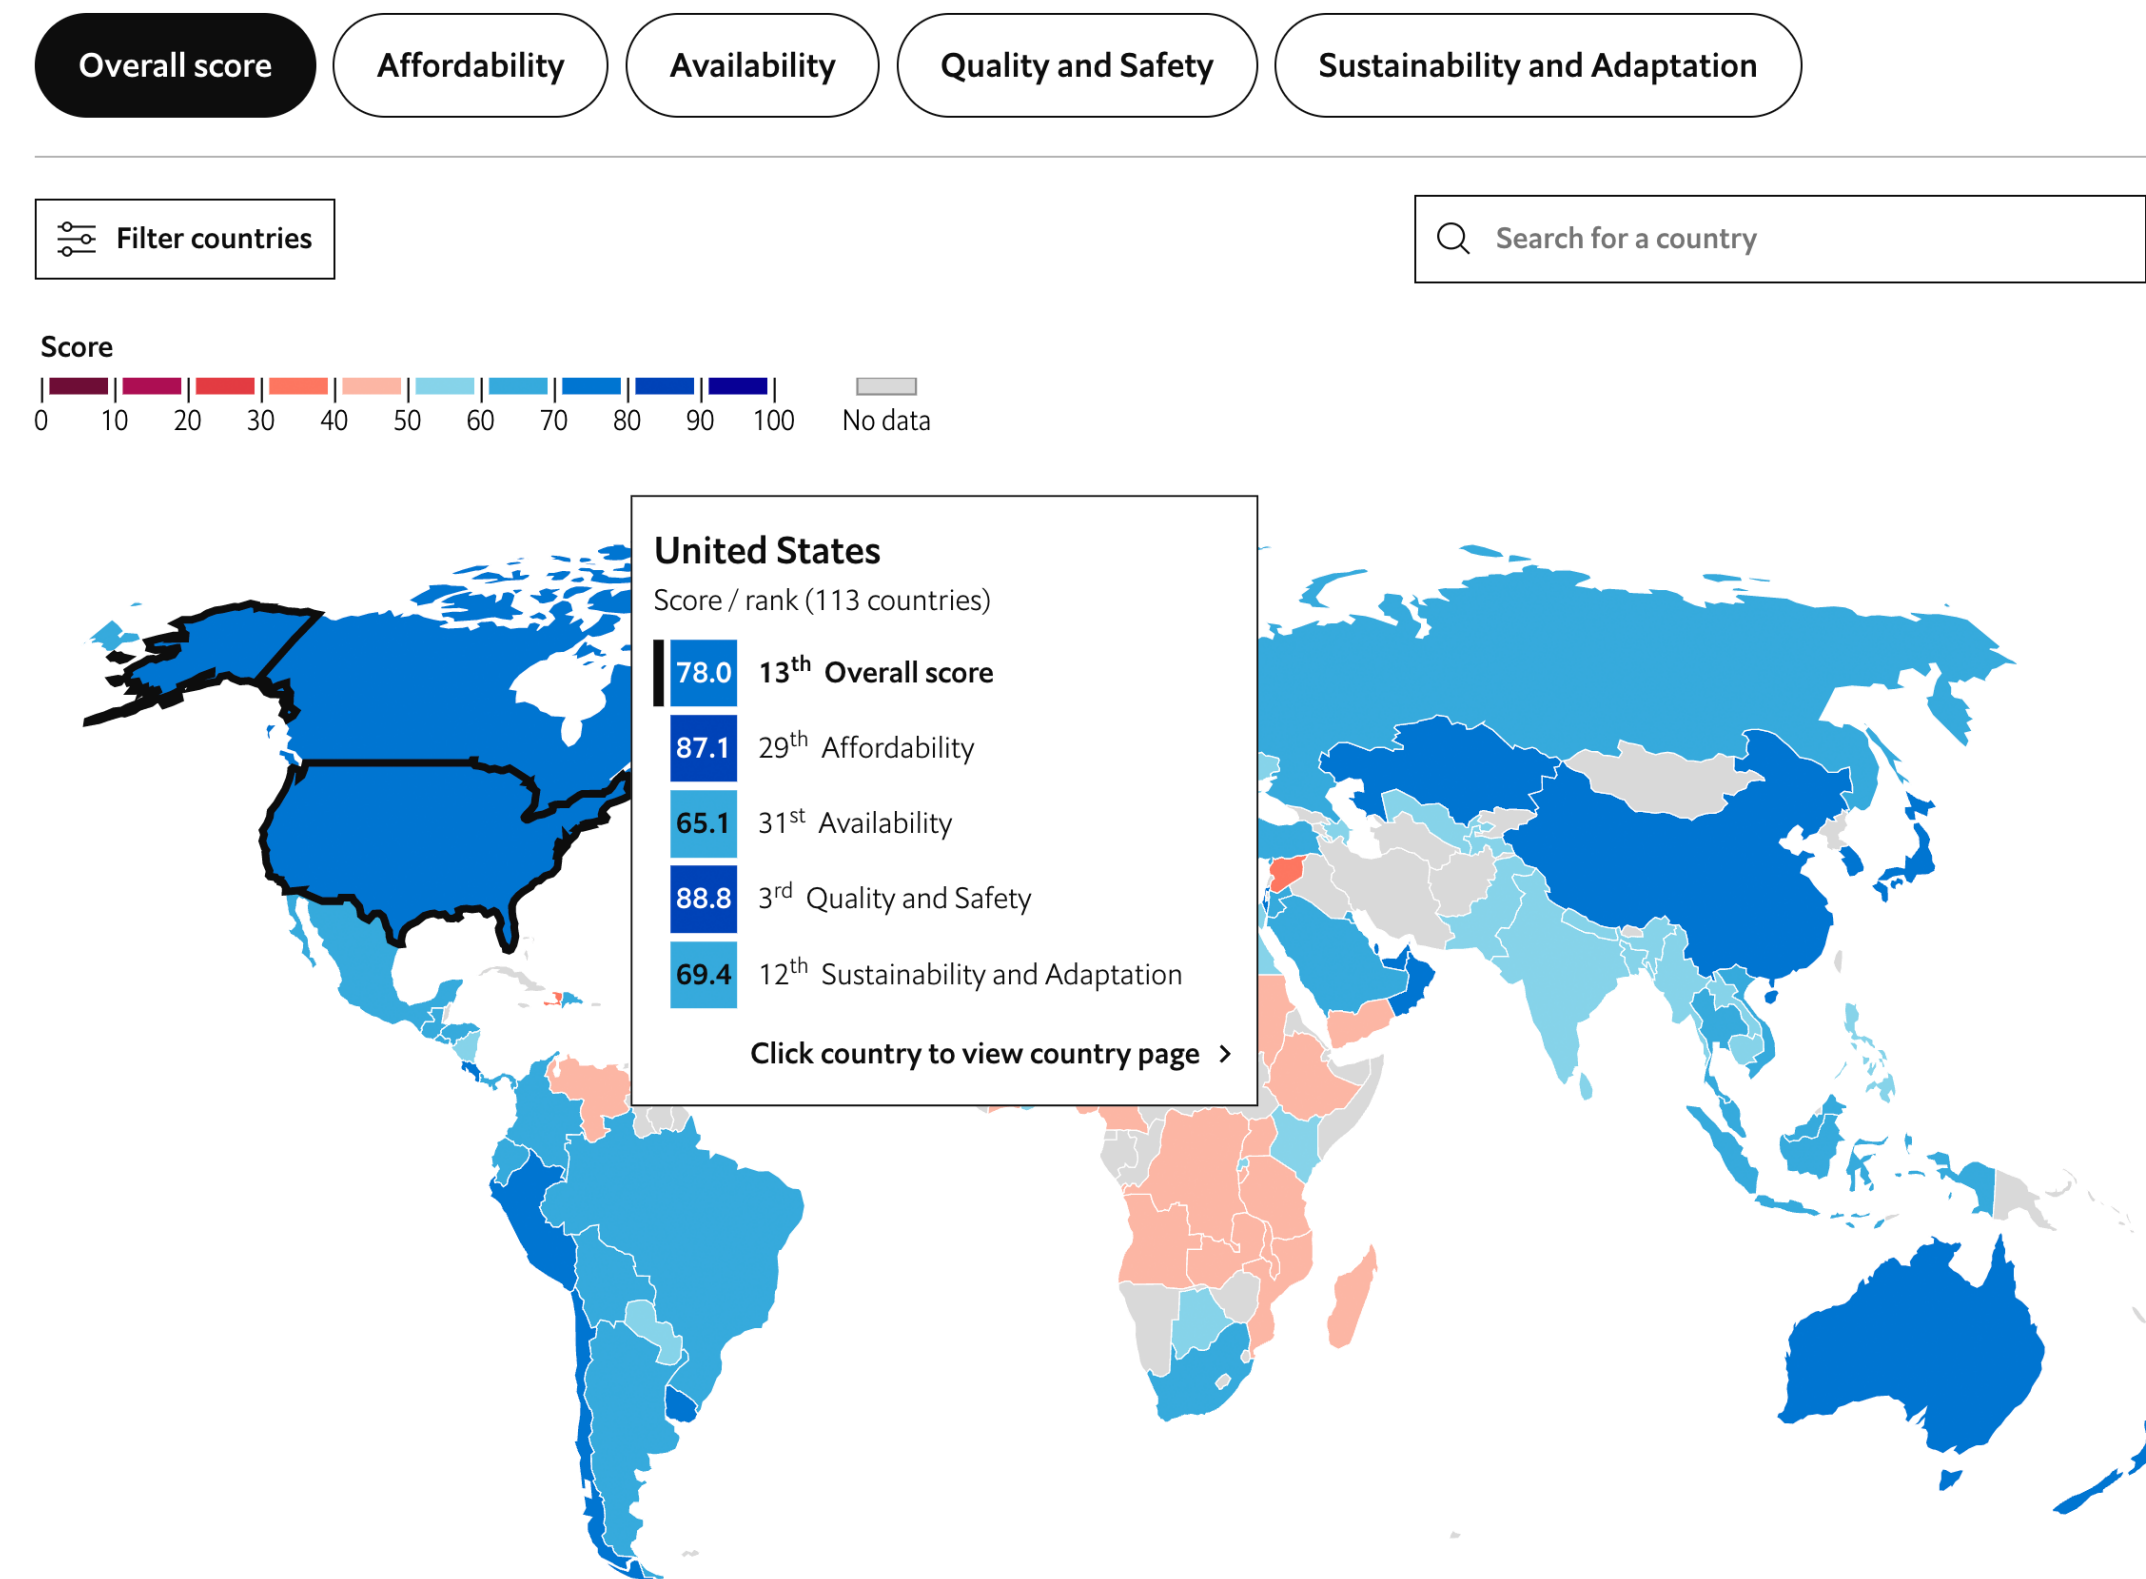 Overall score
Affordability
Availability
Quality and Safety
Sustainability and Adaptation
Filter countries
Search for a country
Score
0 10 20 30 40 50 60 70 80 90 100
No data
United States
Score / rank (113 countries)
78.0 13th Overall score
87.1 29th Affordability
65.1 31st Availability
88.8 3rd Quality and Safety
69.4 12th Sustainability and Adaptation
Click country to view country page >